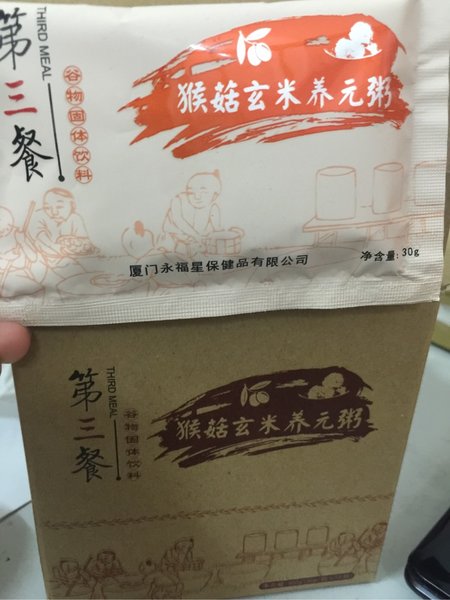 第三餐
THIRD MEAL
谷物固体饮料
猴菇玄米养元粥
厦门永福星保健品有限公司
净含量: 30g
第三餐
THIRD MEAL
谷物固体饮料
猴菇玄米养元粥